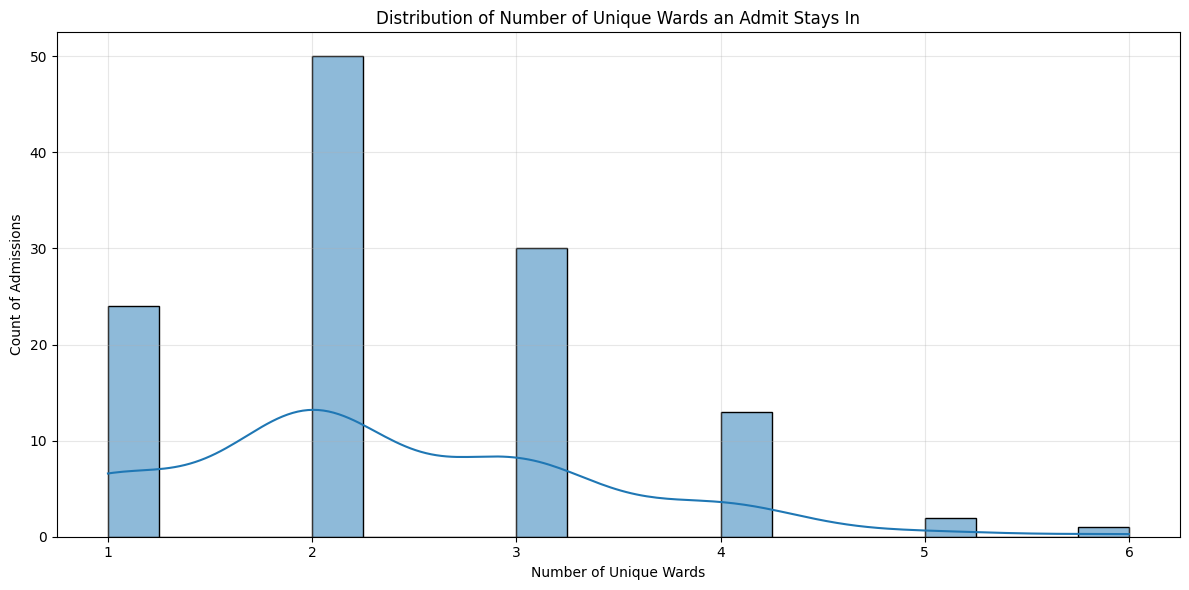 Distribution of Number of Unique Wards an Admit Stays In
50
40
30
20
10
0
Count of Admissions
1 2 3 4 5 6
Number of Unique Wards